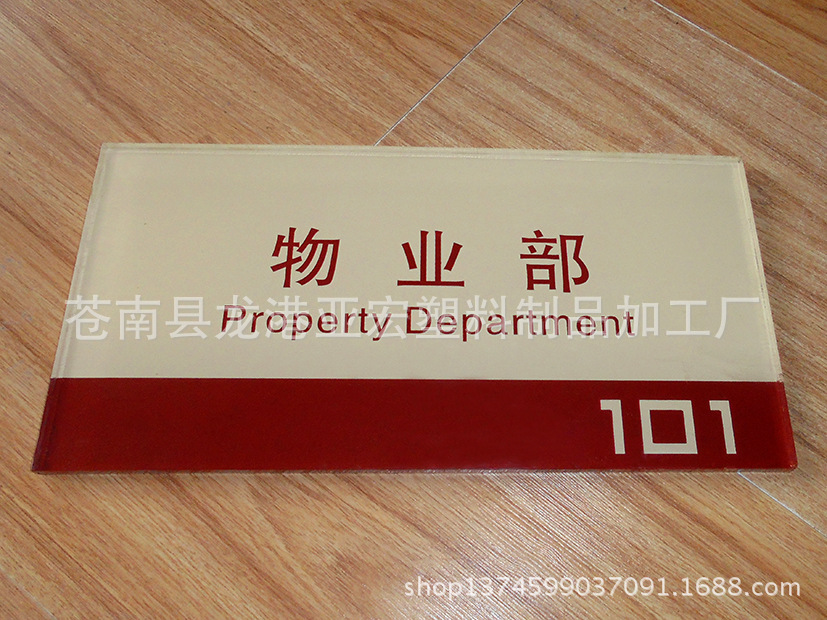 物业部
苍南县龙港亚宏塑料制品加工厂
Property Department
101
shop1374599037091.1688.com